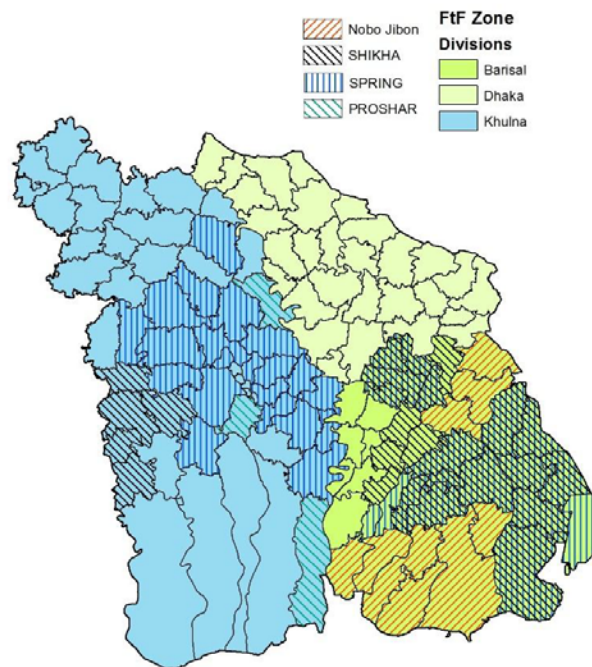 Nobo Jibon
SHIKHA
SPRING
PROSHAR
FtF Zone
Divisions
Barisal
Dhaka
Khulna